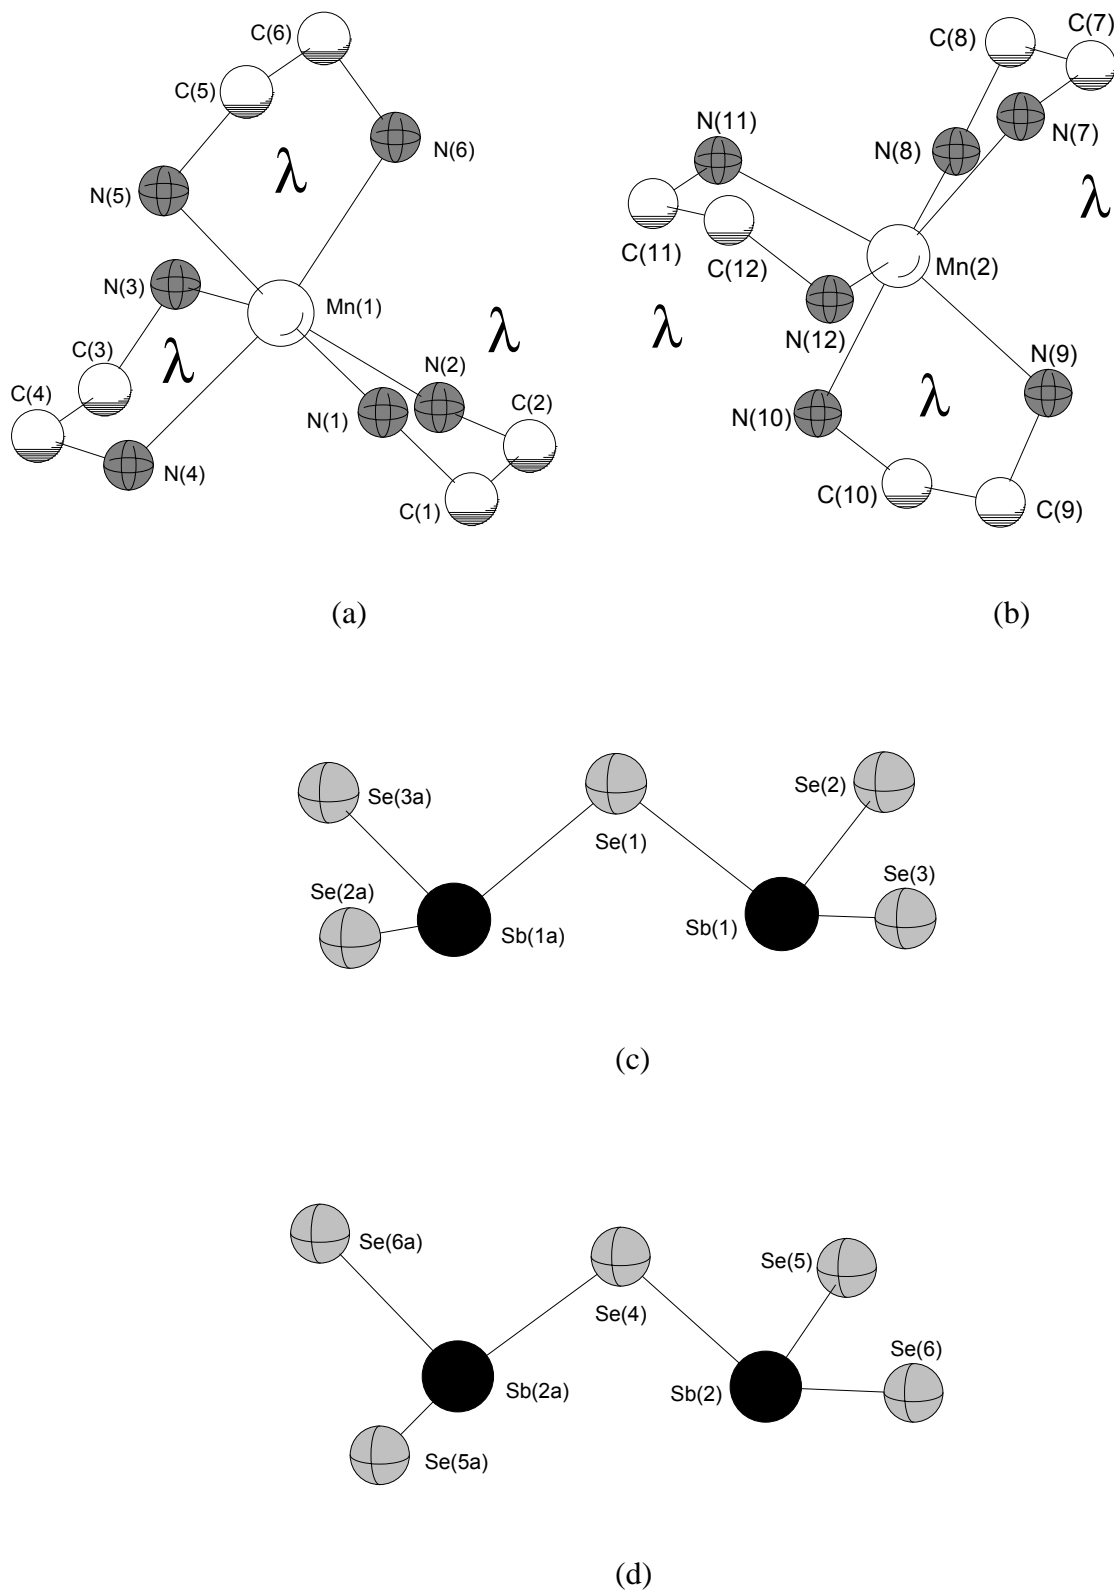 C(6)
C(5)
N(6)
λ
N(5)
N(3)
Mn(1)
λ
C(3)
λ
N(2)
C(4)
C(2)
N(1)
N(4)
C(1)
(a)
C(7)
C(8)
N(11)
N(7)
N(8)
λ
C(11)
C(12)
Mn(2)
λ
N(12)
N(9)
λ
N(10)
C(10)
C(9)
(b)
Se(3a)
Se(2)
Se(1)
Se(3)
Se(2a)
Sb(1)
Sb(1a)
(c)
Se(6a)
Se(5)
Se(4)
Se(6)
Sb(2a)
Sb(2)
Se(5a)
(d)